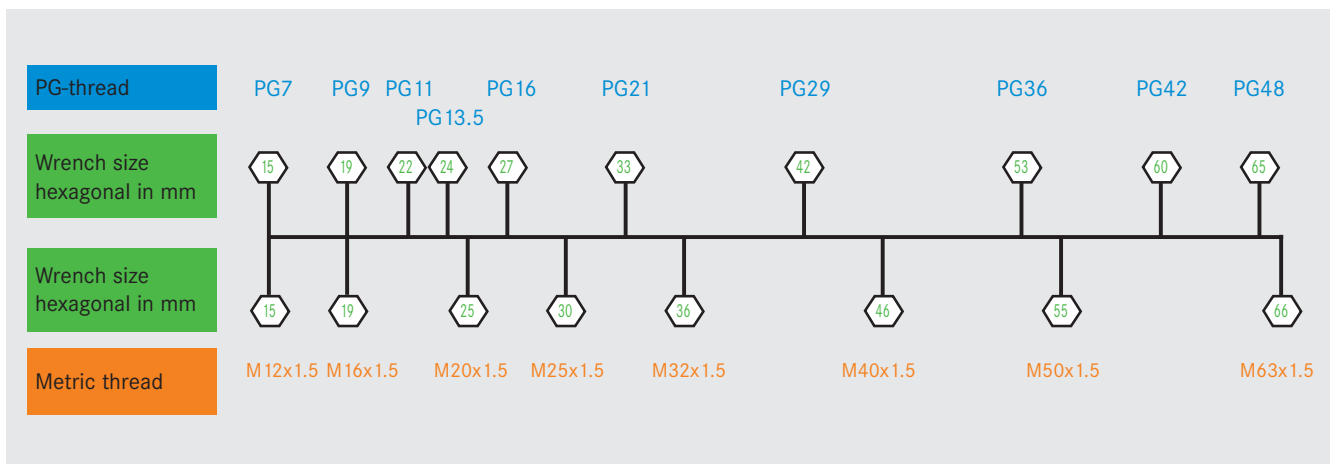 PG-thread
PG7 PG9 PG11 PG16 PG21 PG29 PG36 PG42 PG48
PG13.5
Wrench size
hexagonal in mm
15 19 22 24 27 33 42 53 60 65
Wrench size
hexagonal in mm
15 19 25 30 36 46 55 66
Metric thread
M12x1.5 M16x1.5 M20x1.5 M25x1.5 M32x1.5 M40x1.5 M50x1.5 M63x1.5